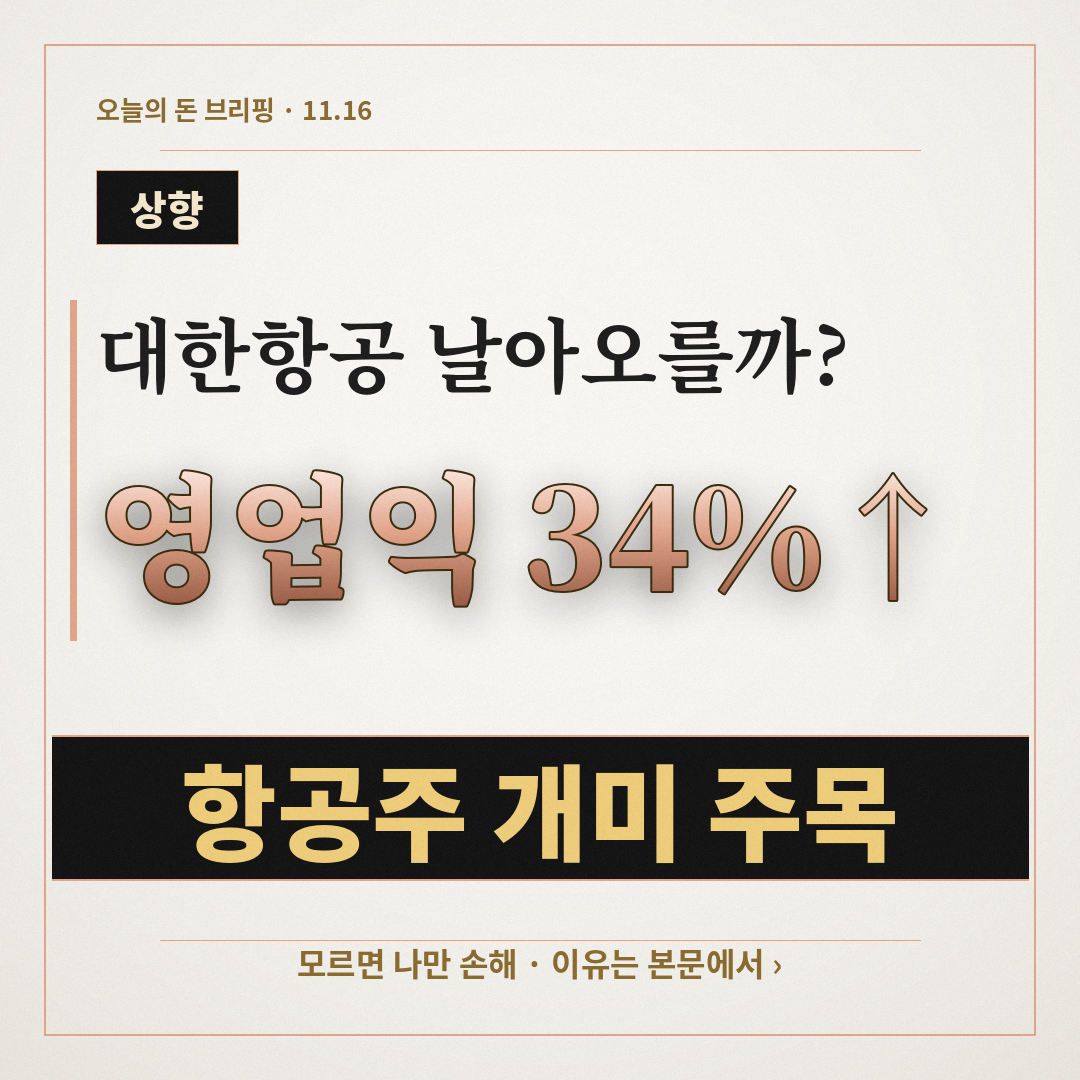 오늘의 돈 브리핑 · 11.16
상향
대한항공 날아오를까?
영업익 34%↑
항공주 개미 주목
모르면 나만 손해 · 이유는 본문에서 ›